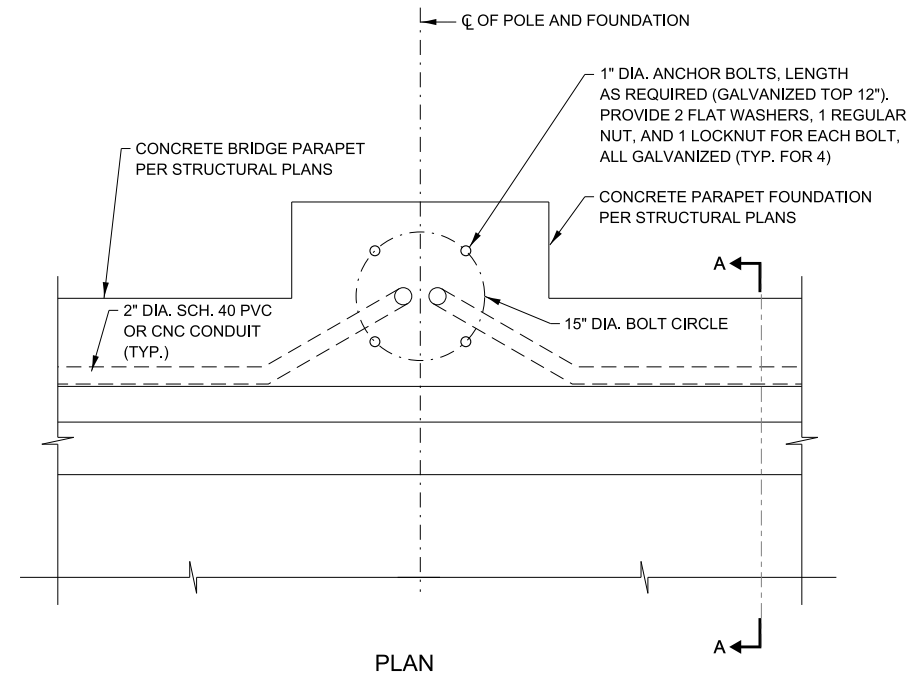 ℄ OF POLE AND FOUNDATION
1" DIA. ANCHOR BOLTS, LENGTH
AS REQUIRED (GALVANIZED TOP 12").
PROVIDE 2 FLAT WASHERS, 1 REGULAR
NUT, AND 1 LOCKNUT FOR EACH BOLT,
ALL GALVANIZED (TYP. FOR 4)
CONCRETE BRIDGE PARAPET
PER STRUCTURAL PLANS
CONCRETE PARAPET FOUNDATION
PER STRUCTURAL PLANS
A
2" DIA. SCH. 40 PVC
OR CNC CONDUIT
(TYP.)
15" DIA. BOLT CIRCLE
A
PLAN